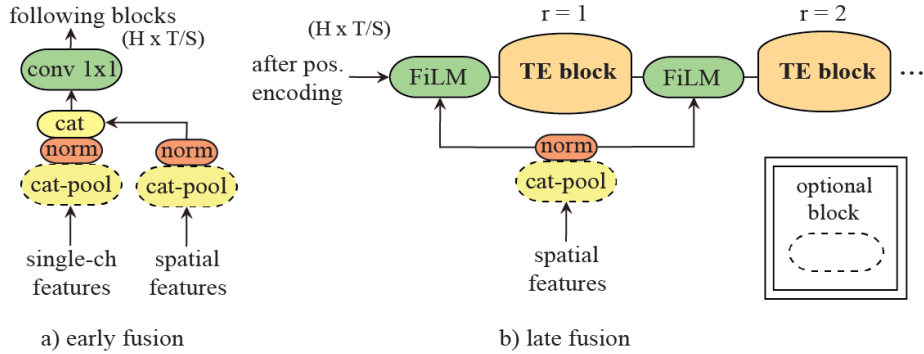 following blocks
(H x T/S)
conv 1x1
cat
norm
norm
cat-pool
cat-pool
single-ch
features
spatial
features
a) early fusion
r = 1
r = 2
(H x T/S)
after pos.
encoding
FiLM
TE block
FiLM
TE block
...
norm
cat-pool
spatial
features
optional
block
b) late fusion